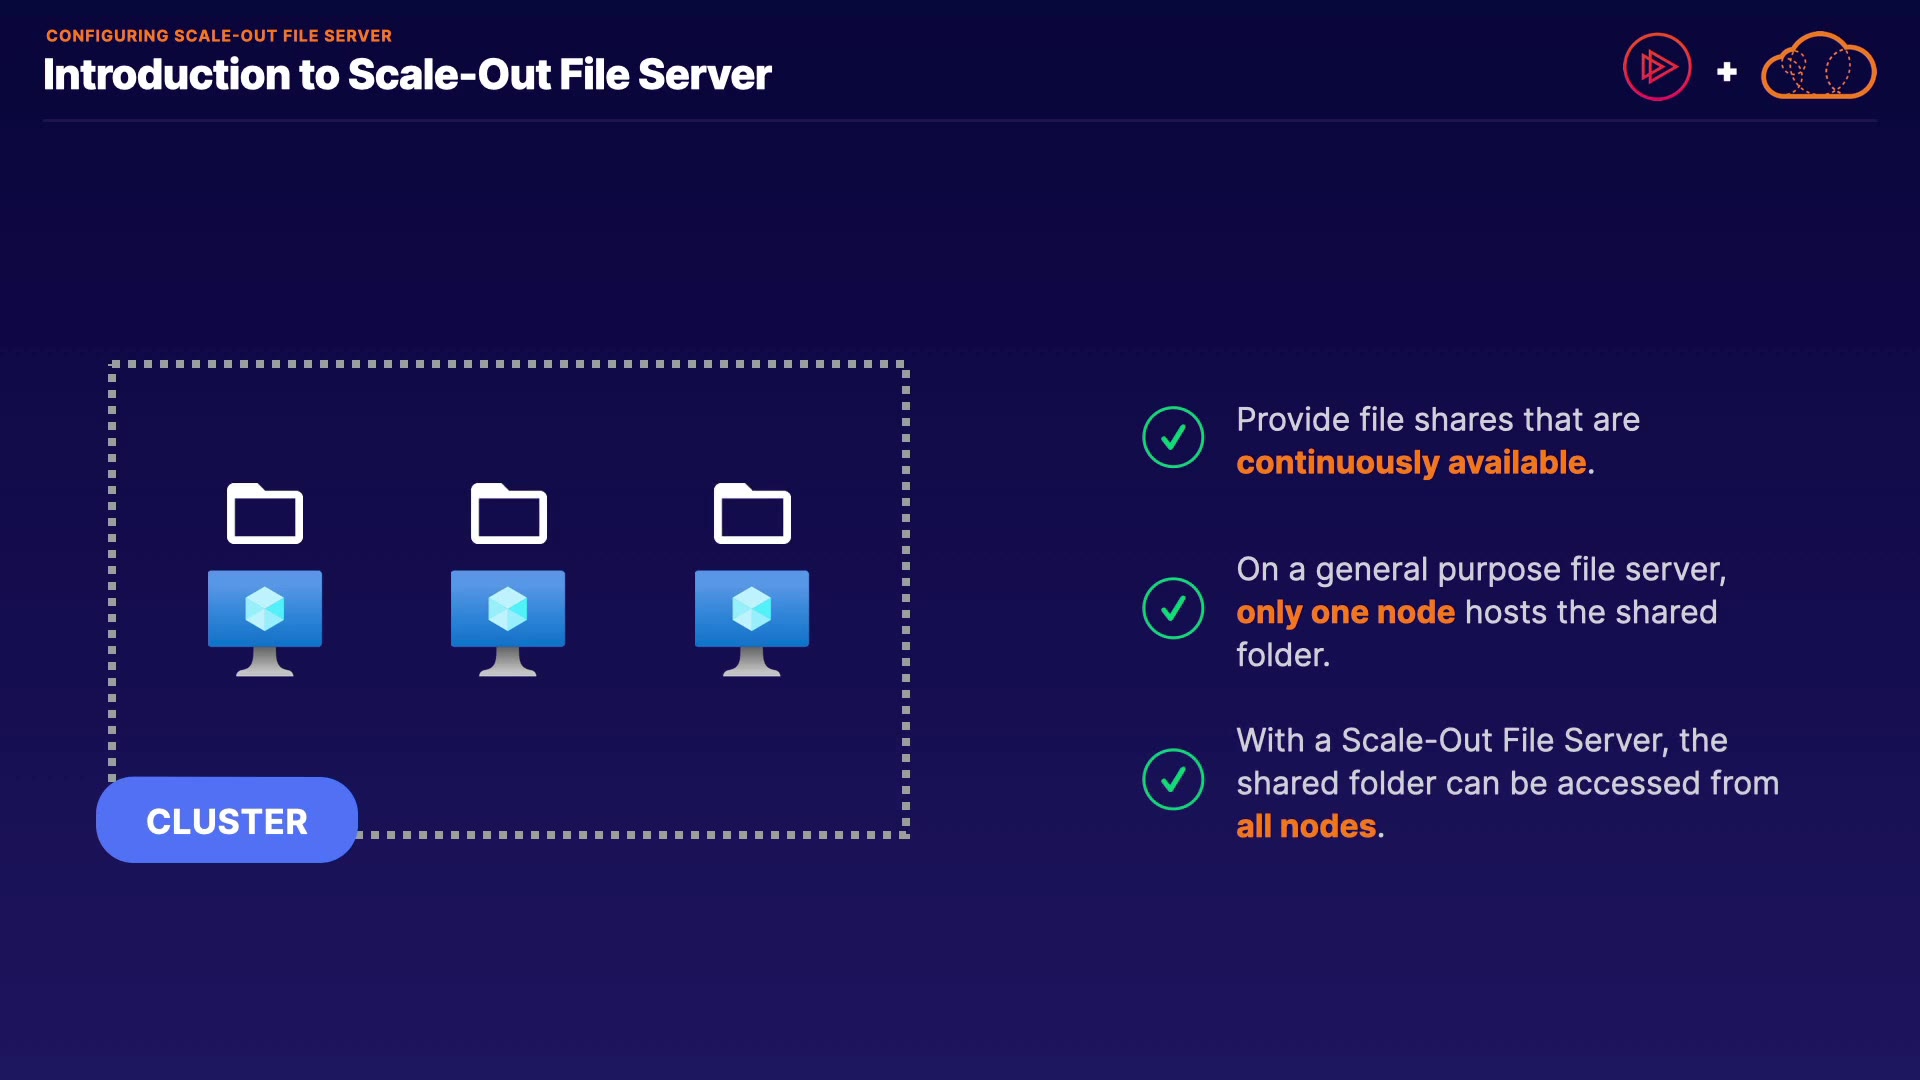 CONFIGURING SCALE-OUT FILE SERVER
Introduction to Scale-Out File Server
CLUSTER
Provide file shares that are
continuously available.
On a general purpose file server,
only one node hosts the shared
folder.
With a Scale-Out File Server, the
shared folder can be accessed from
all nodes.